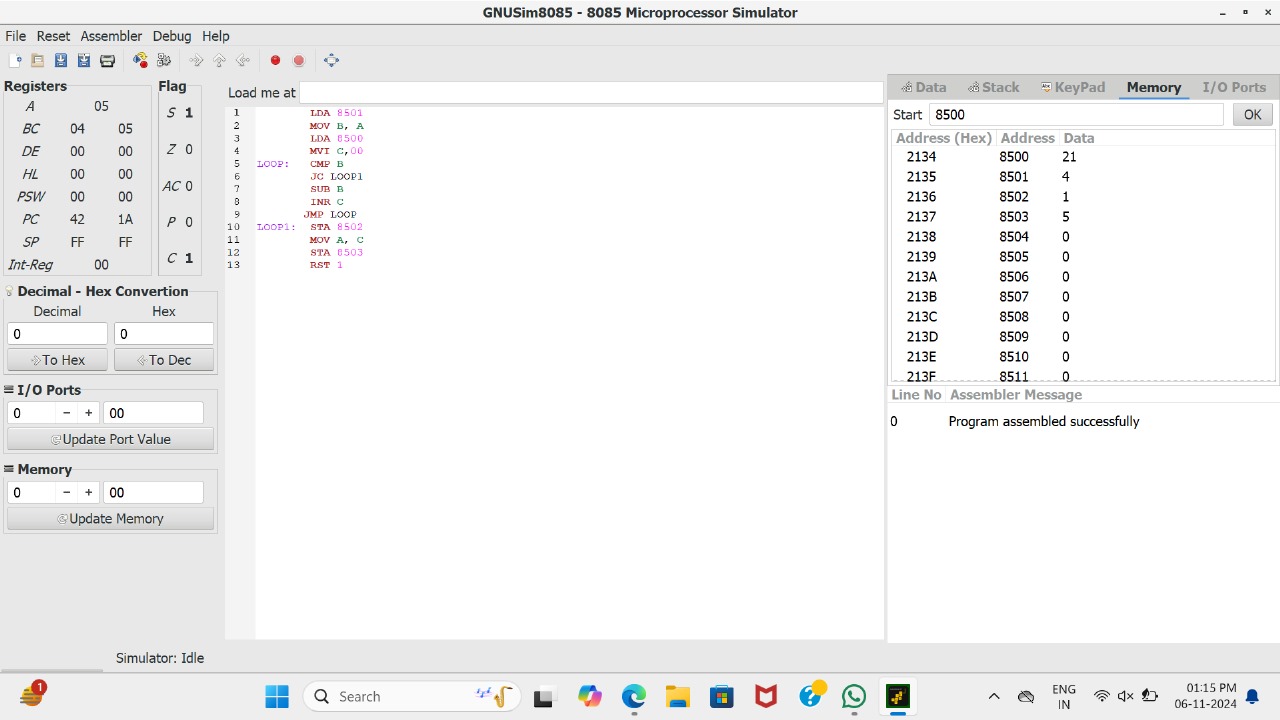 GNUSim8085 - 8085 Microprocessor Simulator
File Reset Assembler Debug Help
Registers
A 05
BC 04 05
DE 00 00
HL 00 00
PSW 00 00
PC 42 1A
SP FF FF
Int-Reg 00
Flag
S 1
Z 0
AC 0
P 0
C 1
Decimal - Hex Convertion
Decimal Hex
0 0
To Hex To Dec
I/O Ports
0 − + 00
Update Port Value
Memory
0 − + 00
Update Memory
Load me at
1 LDA 8501
2 MOV B, A
3 LDA 8500
4 MVI C,00
5 LOOP: CMP B
6 JC LOOP1
7 SUB B
8 INR C
9 JMP LOOP
10 LOOP1: STA 8502
11 MOV A, C
12 STA 8503
13 RST 1
Data Stack KeyPad Memory I/O Ports
Start 8500 OK
Address (Hex) Address Data
2134 8500 21
2135 8501 4
2136 8502 1
2137 8503 5
2138 8504 0
2139 8505 0
213A 8506 0
213B 8507 0
213C 8508 0
213D 8509 0
213E 8510 0
213F 8511 0
Line No Assembler Message
0 Program assembled successfully
Simulator: Idle
1
Search
ENG
IN
01:15 PM
06-11-2024